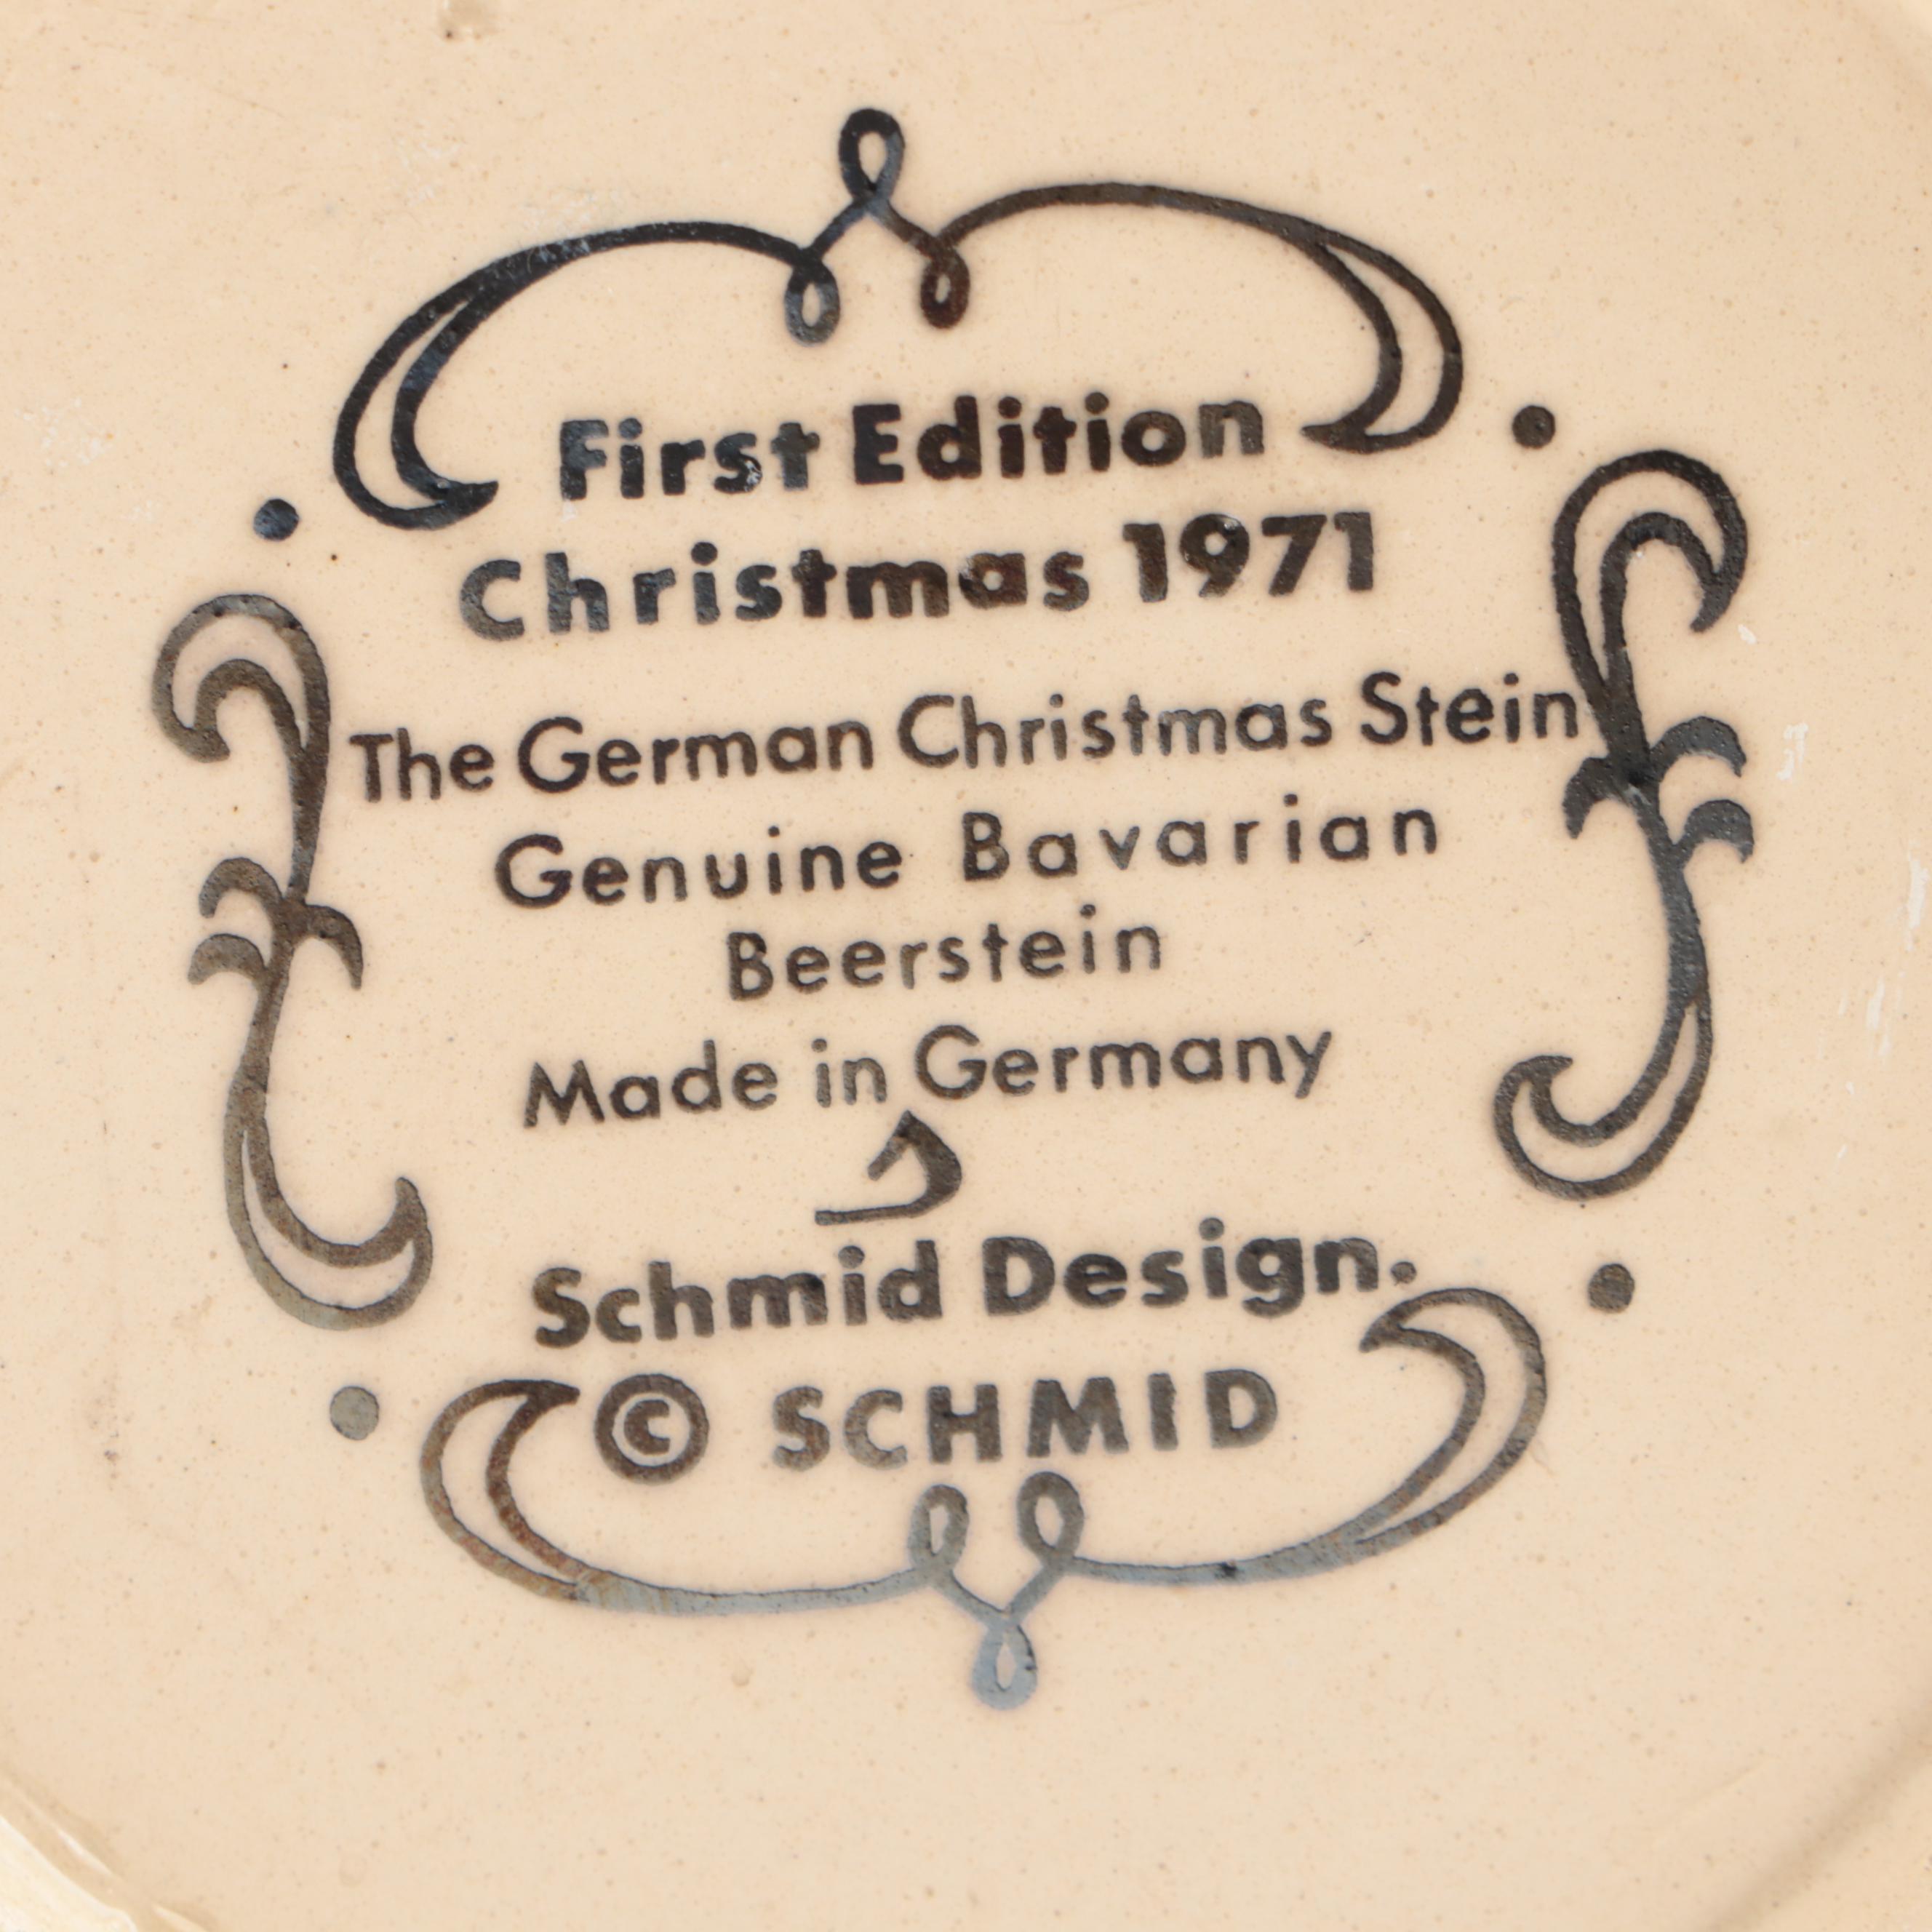 First Edition
Christmas 1971
The German Christmas Stein
Genuine Bavarian
Beerstein
Made in Germany
Schmid Design.
© SCHMID